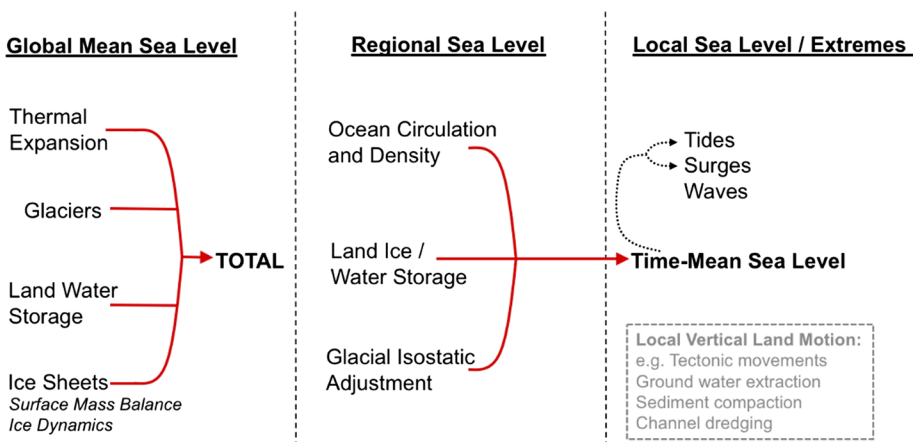 Global Mean Sea Level
Thermal
Expansion
Glaciers
Land Water
Storage
Ice Sheets
Surface Mass Balance
Ice Dynamics
TOTAL
Regional Sea Level
Ocean Circulation
and Density
Land Ice /
Water Storage
Glacial Isostatic
Adjustment
Local Sea Level / Extremes
Tides
Surges
Waves
Time-Mean Sea Level
Local Vertical Land Motion:
e.g. Tectonic movements
Ground water extraction
Sediment compaction
Channel dredging